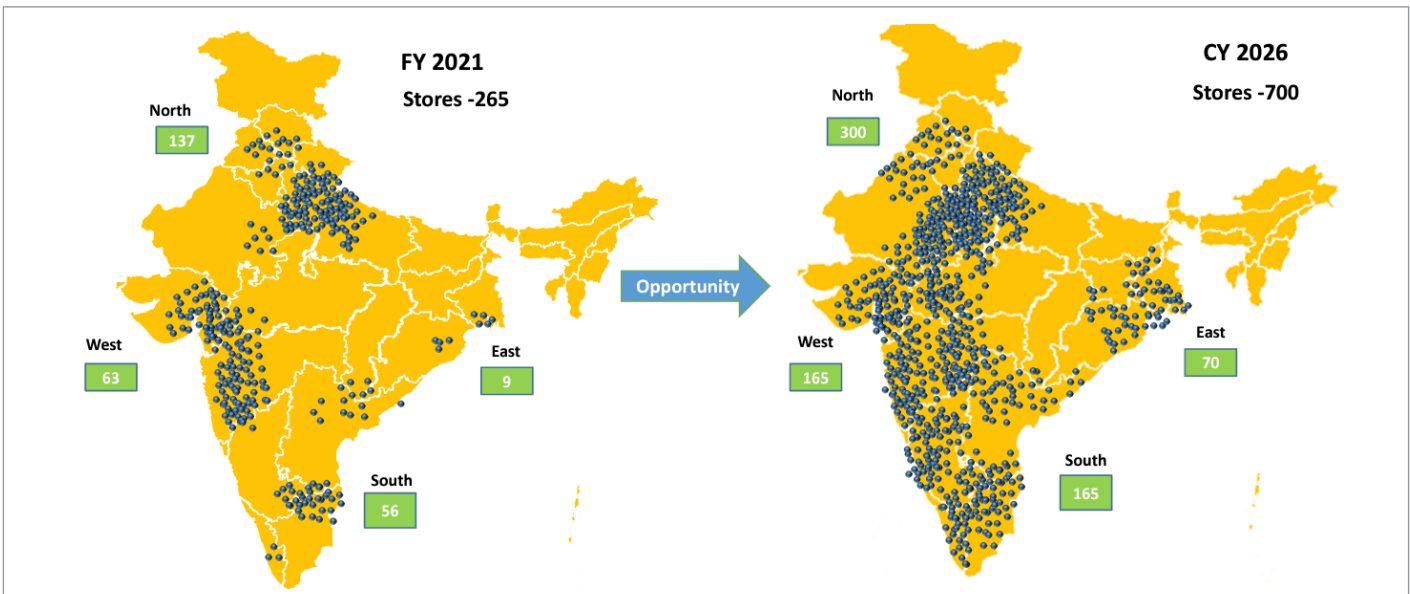 FY 2021
Stores -265
North
137
West
63
East
9
South
56
Opportunity
CY 2026
Stores -700
North
300
West
165
East
70
South
165